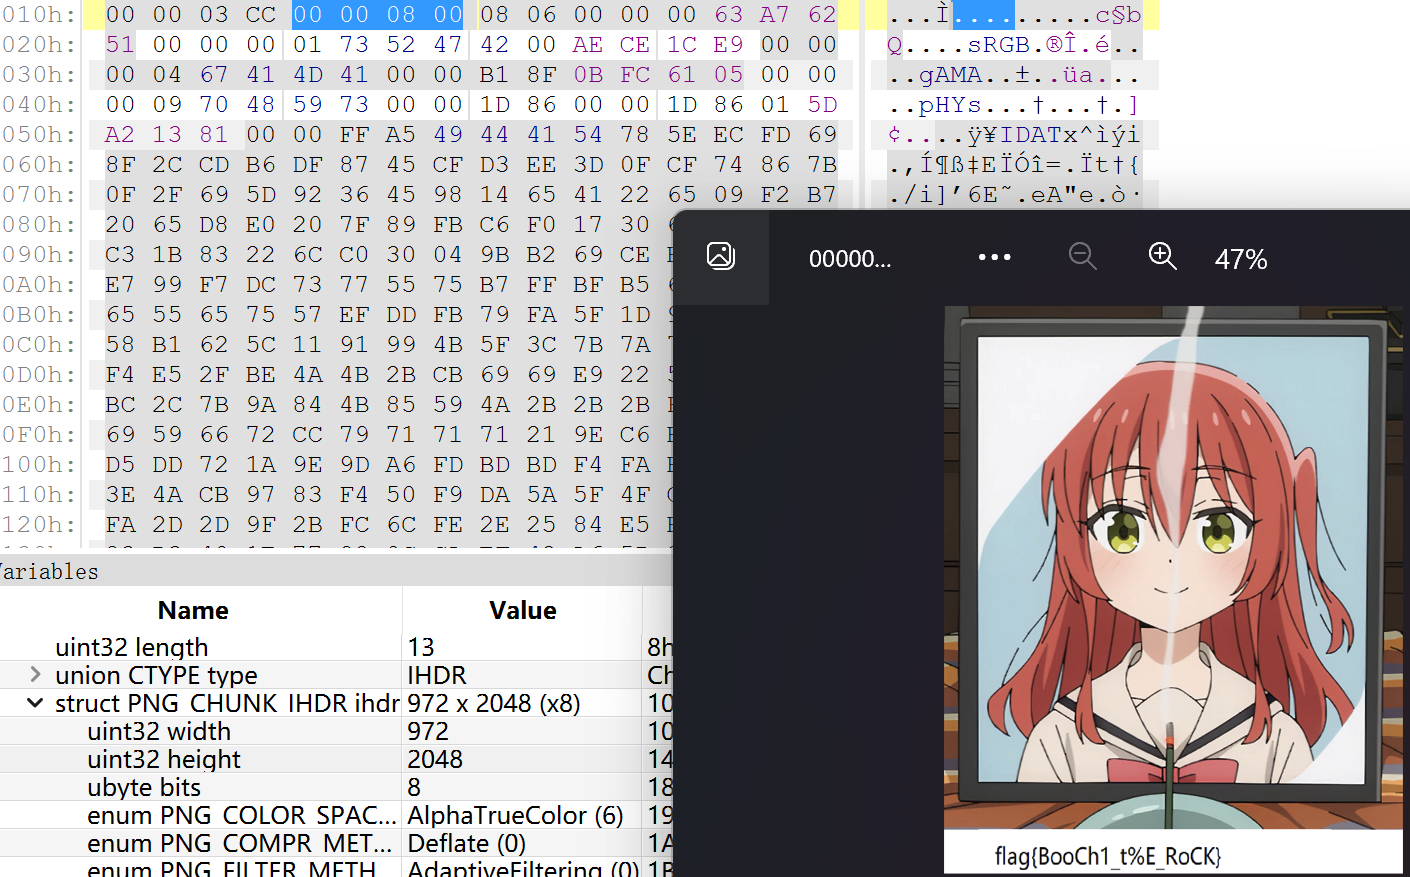 010h: 00 00 03 CC 00 00 08 00 08 06 00 00 00 63 A7 62 ...Ì.........c§b
020h: 51 00 00 00 01 73 52 47 42 00 AE CE 1C E9 00 00 Q....sRGB.®Î.é..
030h: 00 04 67 41 4D 41 00 00 B1 8F 0B FC 61 05 00 00 ..gAMA..±..üa...
040h: 00 09 70 48 59 73 00 00 1D 86 00 00 1D 86 01 5D ..pHYs...†...†.]
050h: A2 13 81 00 00 FF A5 49 44 41 54 78 5E EC FD 69 ¢....ÿ¥IDATx^ìýi
060h: 8F 2C CD B6 DF 87 45 CF D3 EE 3D 0F CF 74 86 7B .,Í¶ß‡EÏÓî=.Ït†{
070h: 0F 2F 69 5D 92 36 45 98 14 65 41 22 65 09 F2 B7 ./i]’6E˜.eA"e.ò·
080h: 20 65 D8 E0 20 7F 89 FB C6 F0 17 30
090h: C3 1B 83 22 6C C0 30 04 9B B2 69 CE
0A0h: E7 99 F7 DC 73 77 55 75 B7 FF BF B5
0B0h: 65 55 65 75 57 EF DD FB 79 FA 5F 1D
0C0h: 58 B1 62 5C 11 91 99 4B 5F 3C 7B 7A
0D0h: F4 E5 2F BE 4A 4B 2B CB 69 69 E9 22
0E0h: BC 2C 7B 9A 84 4B 85 59 4A 2B 2B 2B
0F0h: 69 59 66 72 CC 79 71 71 71 21 9E C6
100h: D5 DD 72 1A 9E 9D A6 FD BD BD F4 FA
110h: 3E 4A CB 97 83 F4 50 F9 DA 5A 5F 4F
120h: FA 2D 2D 9F 2B FC 6C FE 2E 25 84 E5
00000... ••• 47%
ariables
Name Value
uint32 length 13 8h
union CTYPE type IHDR Ch
struct PNG_CHUNK_IHDR ihdr 972 x 2048 (x8) 10
uint32 width 972 10
uint32 height 2048 14
ubyte bits 8 18
enum PNG_COLOR_SPAC... AlphaTrueColor (6) 19
enum PNG_COMPR_MET... Deflate (0) 1A
enum PNG_FILTER_METH AdaptiveFiltering (0) 1B
flag{BooCh1_t%E_RoCK}